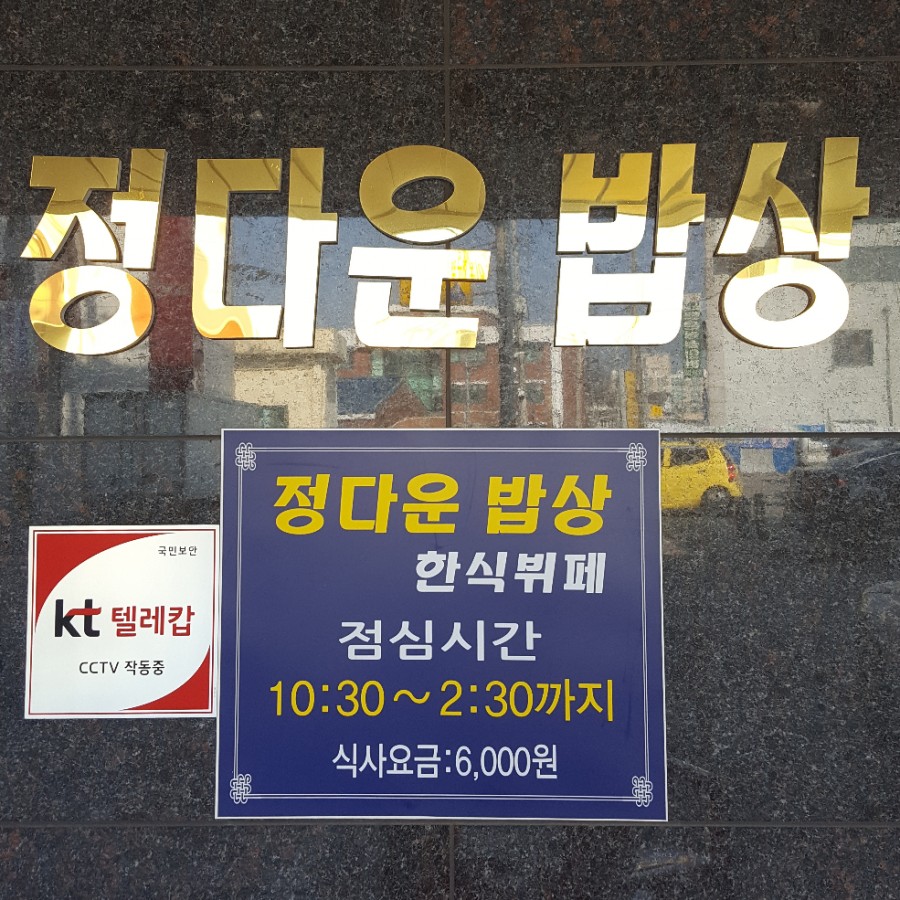 정다운 밥상
정다운 밥상
한식뷔페
점심시간
10:30~2:30까지
식사요금:6,000원
국민보안
kt 텔레캅
CCTV 작동중